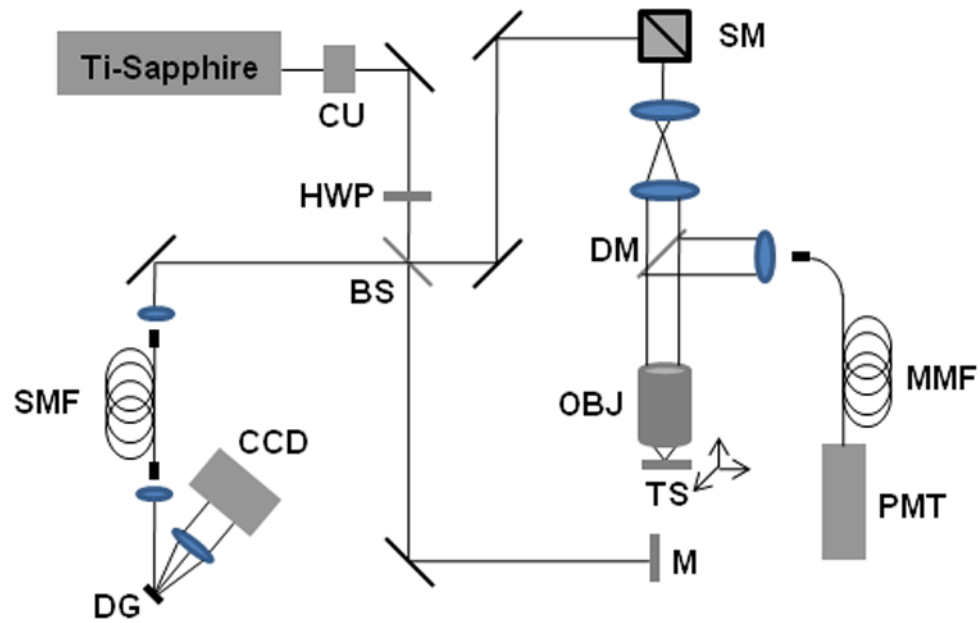 SM
Ti-Sapphire
CU
HWP
DM
BS
SMF
OBJ
MMF
CCD
TS
PMT
M
DG